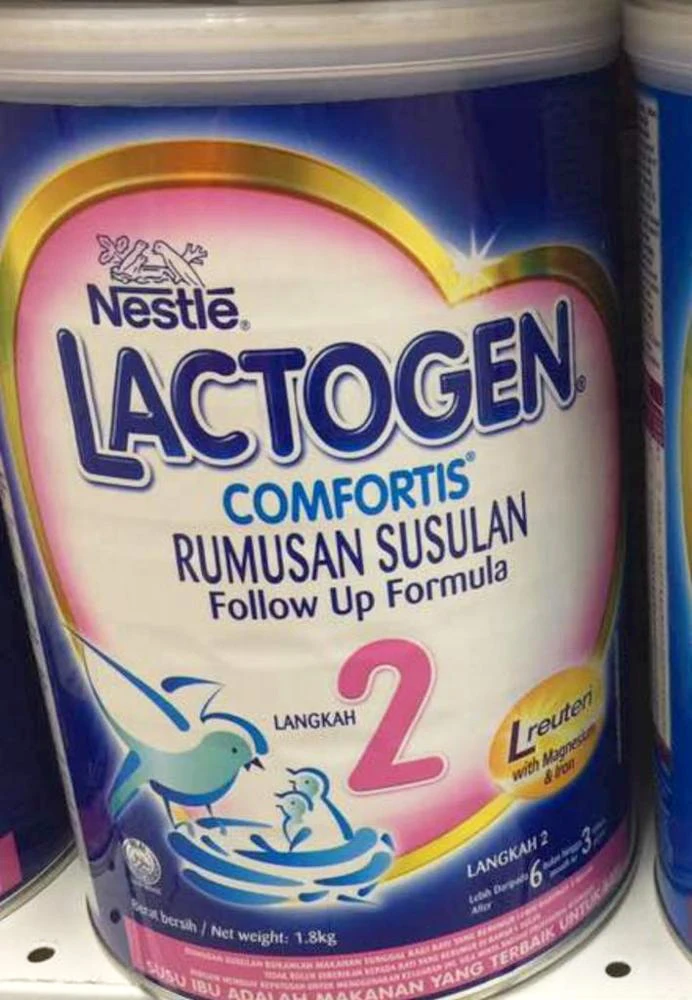 Nestlé®
LACTOGEN®
COMFORTIS®
RUMUSAN SUSULAN
Follow Up Formula
LANGKAH 2
L reuteri
with Magnesium
& Iron
LANGKAH 2
Lebih Daripada 6
After
3
Berat bersih / Net weight: 1.8kg
SUSU IBU ADALAH MAKANAN YANG TERBAIK UNTUK